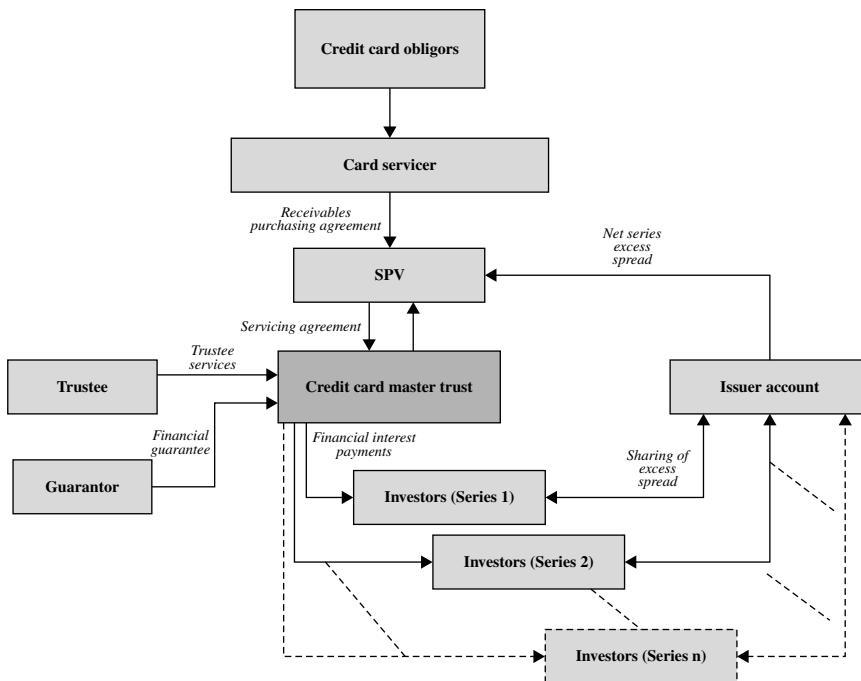 Credit card obligors
Card servicer
Receivables
purchasing agreement
Net series
excess
spread
SPV
Servicing agreement
Trustee
services
Trustee
Credit card master trust
Issuer account
Financial
guarantee
Financial interest
payments
Sharing of
excess
spread
Guarantor
Investors (Series 1)
Investors (Series 2)
Investors (Series n)